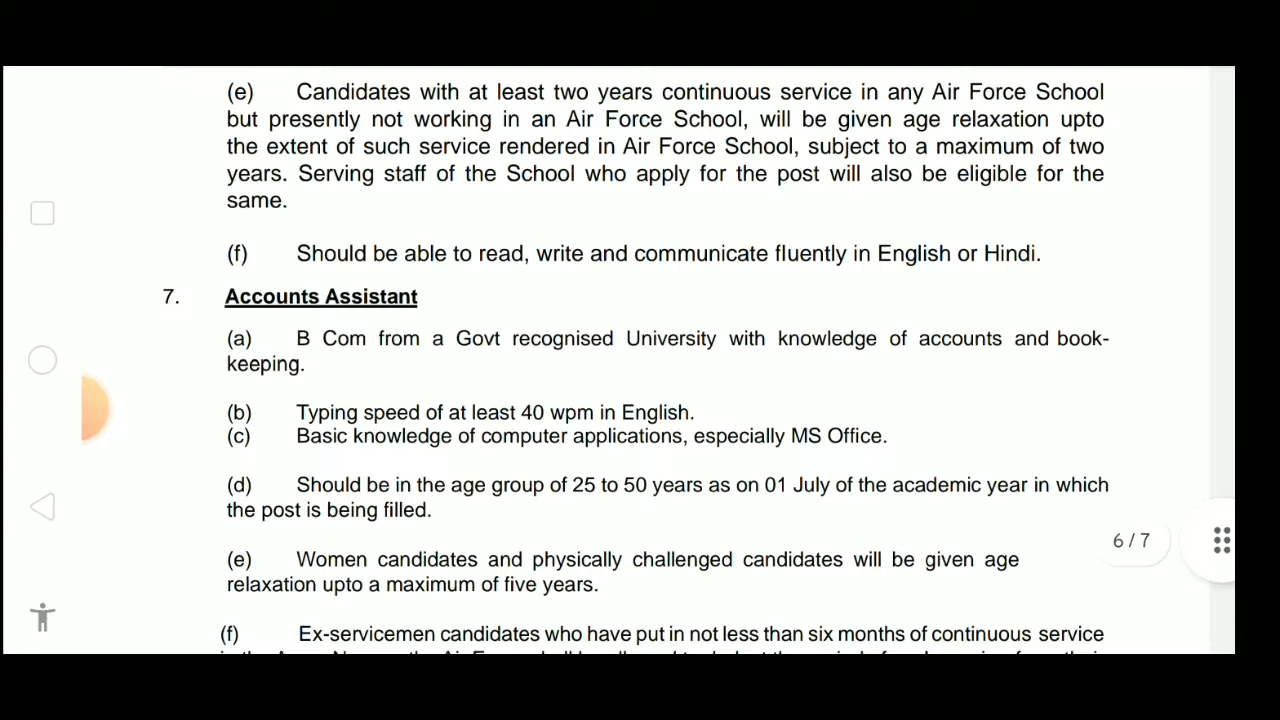 (e) Candidates with at least two years continuous service in any Air Force School
but presently not working in an Air Force School, will be given age relaxation upto
the extent of such service rendered in Air Force School, subject to a maximum of two
years. Serving staff of the School who apply for the post will also be eligible for the
same.
(f) Should be able to read, write and communicate fluently in English or Hindi.
7. Accounts Assistant
(a) B Com from a Govt recognised University with knowledge of accounts and book-
keeping.
(b) Typing speed of at least 40 wpm in English.
(c) Basic knowledge of computer applications, especially MS Office.
(d) Should be in the age group of 25 to 50 years as on 01 July of the academic year in which
the post is being filled.
6 / 7
(e) Women candidates and physically challenged candidates will be given age
relaxation upto a maximum of five years.
(f) Ex-servicemen candidates who have put in not less than six months of continuous service